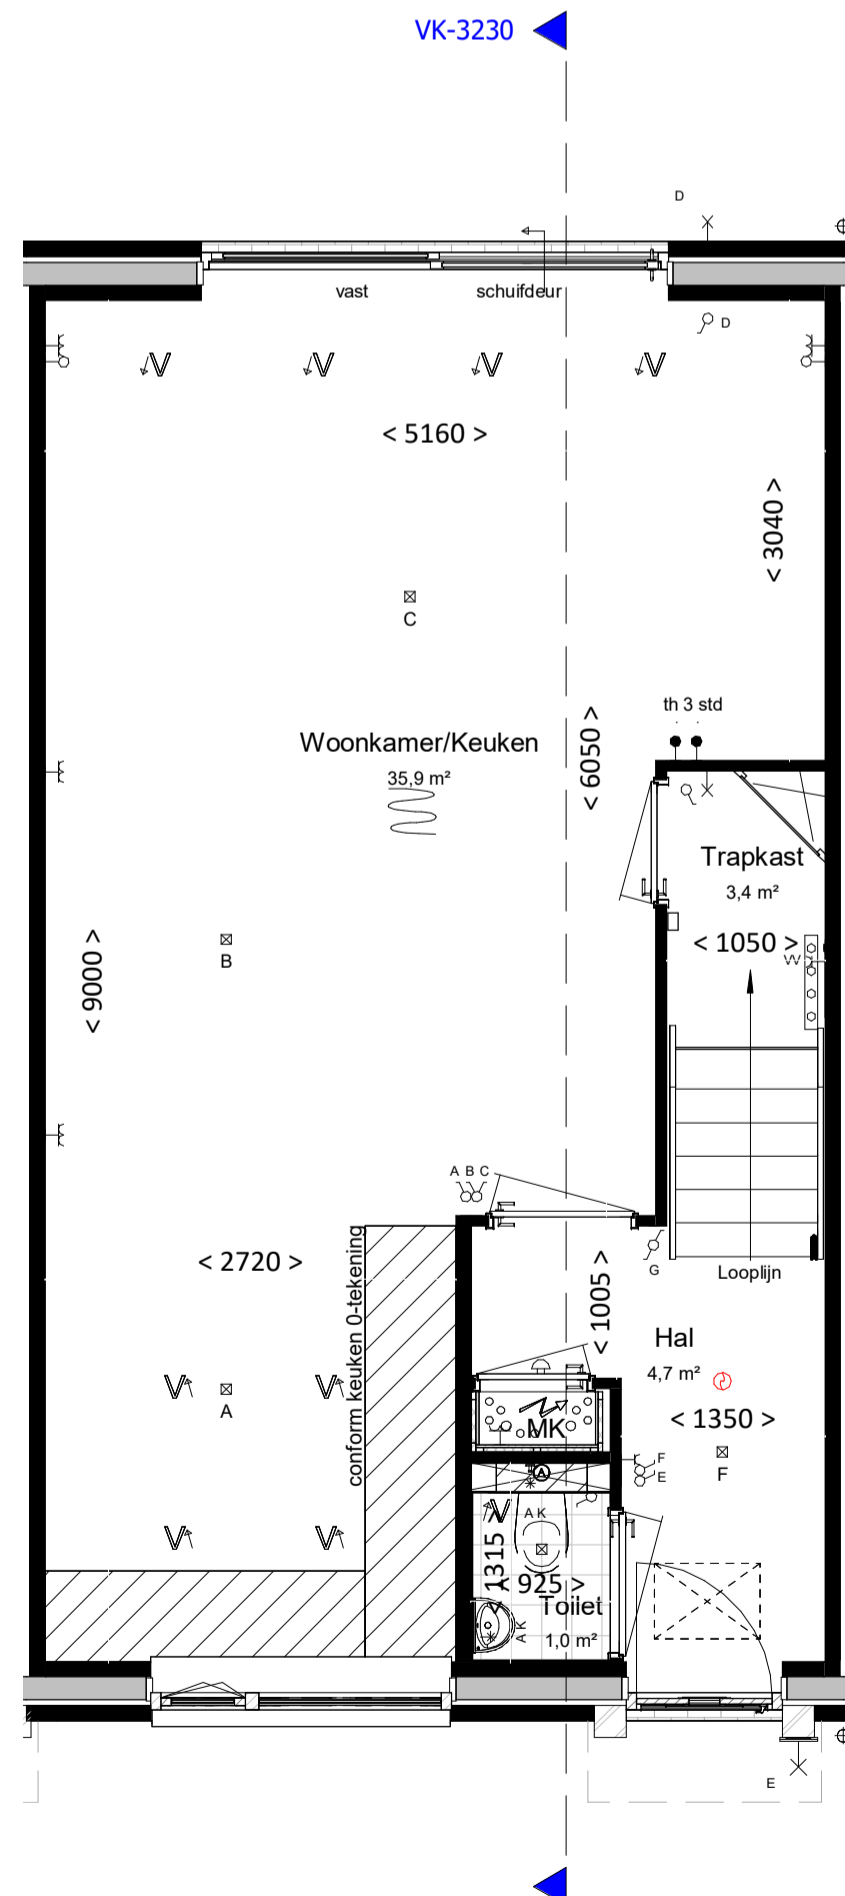 VK-3230
D
vast
schuifdeur
D
V
V
V
V
< 5160 >
< 3040 >
C
th 3 std
Woonkamer/Keuken
35,9 m²
< 6050 >
Trapkast
3,4 m²
< 1050 >
B
< 9000 >
A B C
G
Looplijn
< 2720 >
conform keuken 0-tekening
< 1005 >
Hal
4,7 m²
< 1350 >
V
V
A
MK
F
E
F
A
V
V
V
A K
< 1315 >
< 925 >
Toilet
1,0 m²
A K
E